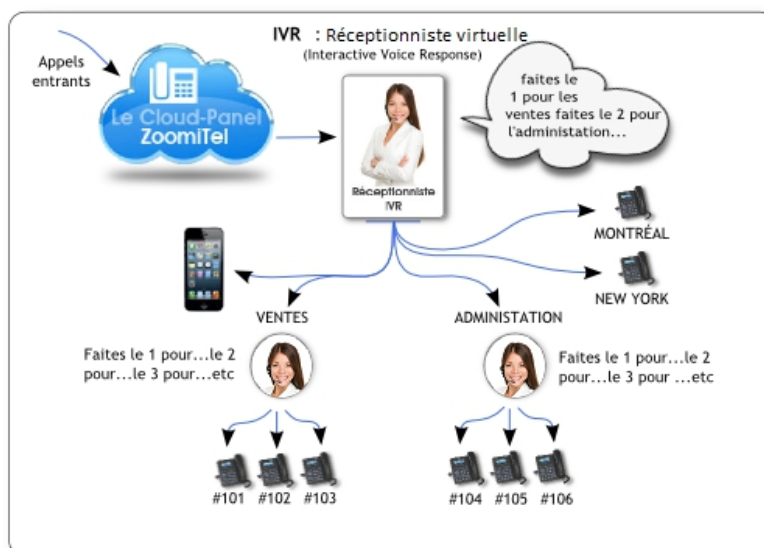 IVR : Réceptionniste virtuelle
(Interactive Voice Response)
Appels
entrants
Le Cloud-Panel
ZoomiTel
faites le
1 pour les
ventes faites le 2 pour
l'administation...
Réceptionniste
IVR
MONTRÉAL
NEW YORK
VENTES
ADMINISTATION
Faites le 1 pour...le 2
pour...le 3 pour...etc
Faites le 1 pour...le 2
pour...le 3 pour ...etc
#101 #102 #103
#104 #105 #106